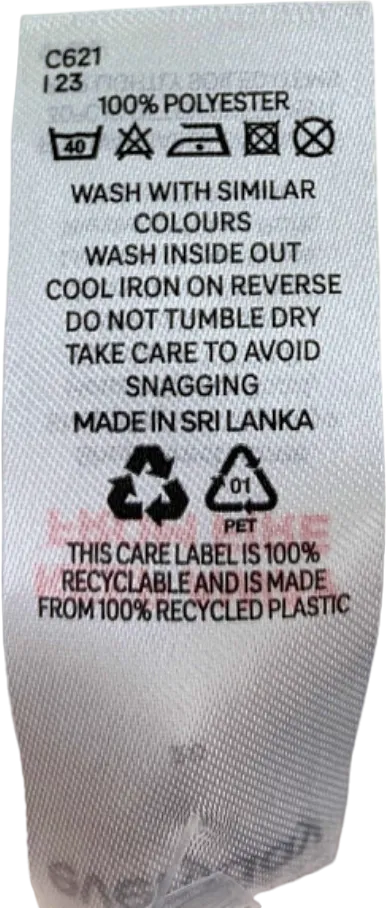 C621
I 23
100% POLYESTER
40
WASH WITH SIMILAR
COLOURS
WASH INSIDE OUT
COOL IRON ON REVERSE
DO NOT TUMBLE DRY
TAKE CARE TO AVOID
SNAGGING
MADE IN SRI LANKA
01
PET
THIS CARE LABEL IS 100%
RECYCLABLE AND IS MADE
FROM 100% RECYCLED PLASTIC